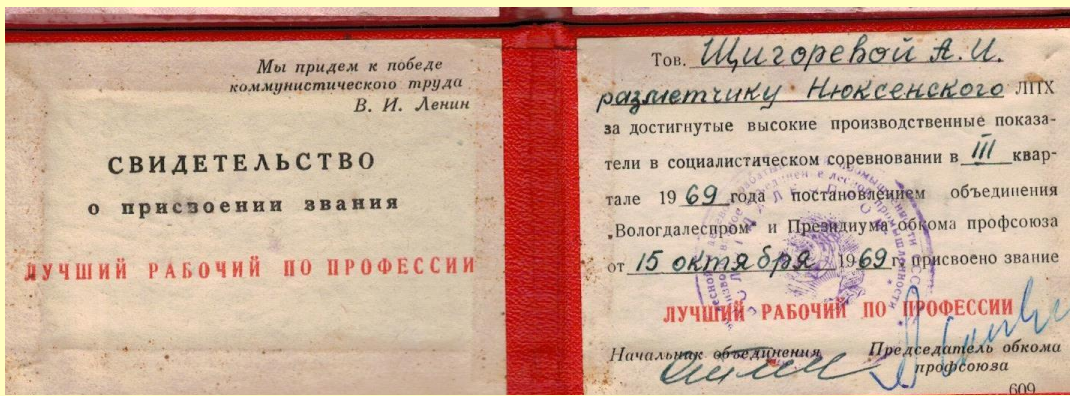 Мы придем к победе
коммунистического труда
В. И. Ленин
СВИДЕТЕЛЬСТВО
о присвоении звания
ЛУЧШИЙ РАБОЧИЙ ПО ПРОФЕССИИ
Тов. Щигоревой А. И.
разметчику Нюксенского ЛПХ
за достигнутые высокие производственные показа-
тели в социалистическом соревновании в III квар-
тале 1969 года постановлением объединения
„Вологдалеспром" и Президиума обкома профсоюза
от 15 октября 1969 г. присвоено звание
ЛУЧШИЙ РАБОЧИЙ ПО ПРОФЕССИИ
Начальник объединения Председатель обкома
профсоюза
609